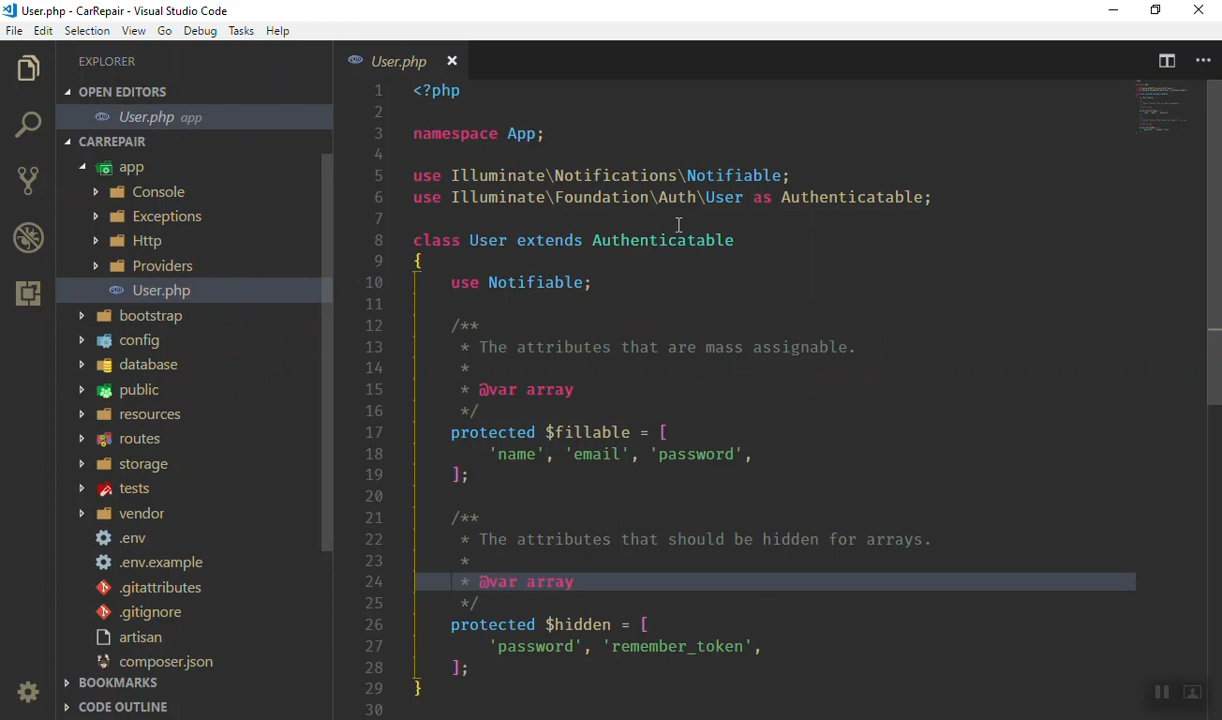 User.php - CarRepair - Visual Studio Code
File Edit Selection View Go Debug Tasks Help
EXPLORER
OPEN EDITORS
User.php app
CARREPAIR
app
Console
Exceptions
Http
Providers
User.php
bootstrap
config
database
public
resources
routes
storage
tests
vendor
.env
.env.example
.gitattributes
.gitignore
artisan
composer.json
BOOKMARKS
CODE OUTLINE
User.php
1 <?php
2
3 namespace App;
4
5 use Illuminate\Notifications\Notifiable;
6 use Illuminate\Foundation\Auth\User as Authenticatable;
7
8 class User extends Authenticatable
9 {
10 use Notifiable;
11
12 /**
13 * The attributes that are mass assignable.
14 *
15 * @var array
16 */
17 protected $fillable = [
18 'name', 'email', 'password',
19 ];
20
21 /**
22 * The attributes that should be hidden for arrays.
23 *
24 * @var array
25 */
26 protected $hidden = [
27 'password', 'remember_token',
28 ];
29 }
30